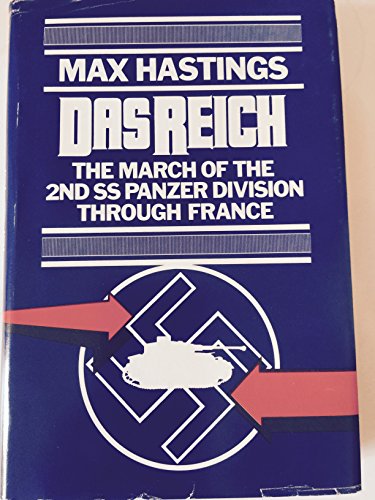 MAX HASTINGS
DAS REICH
THE MARCH OF THE
2ND SS PANZER DIVISION
THROUGH FRANCE